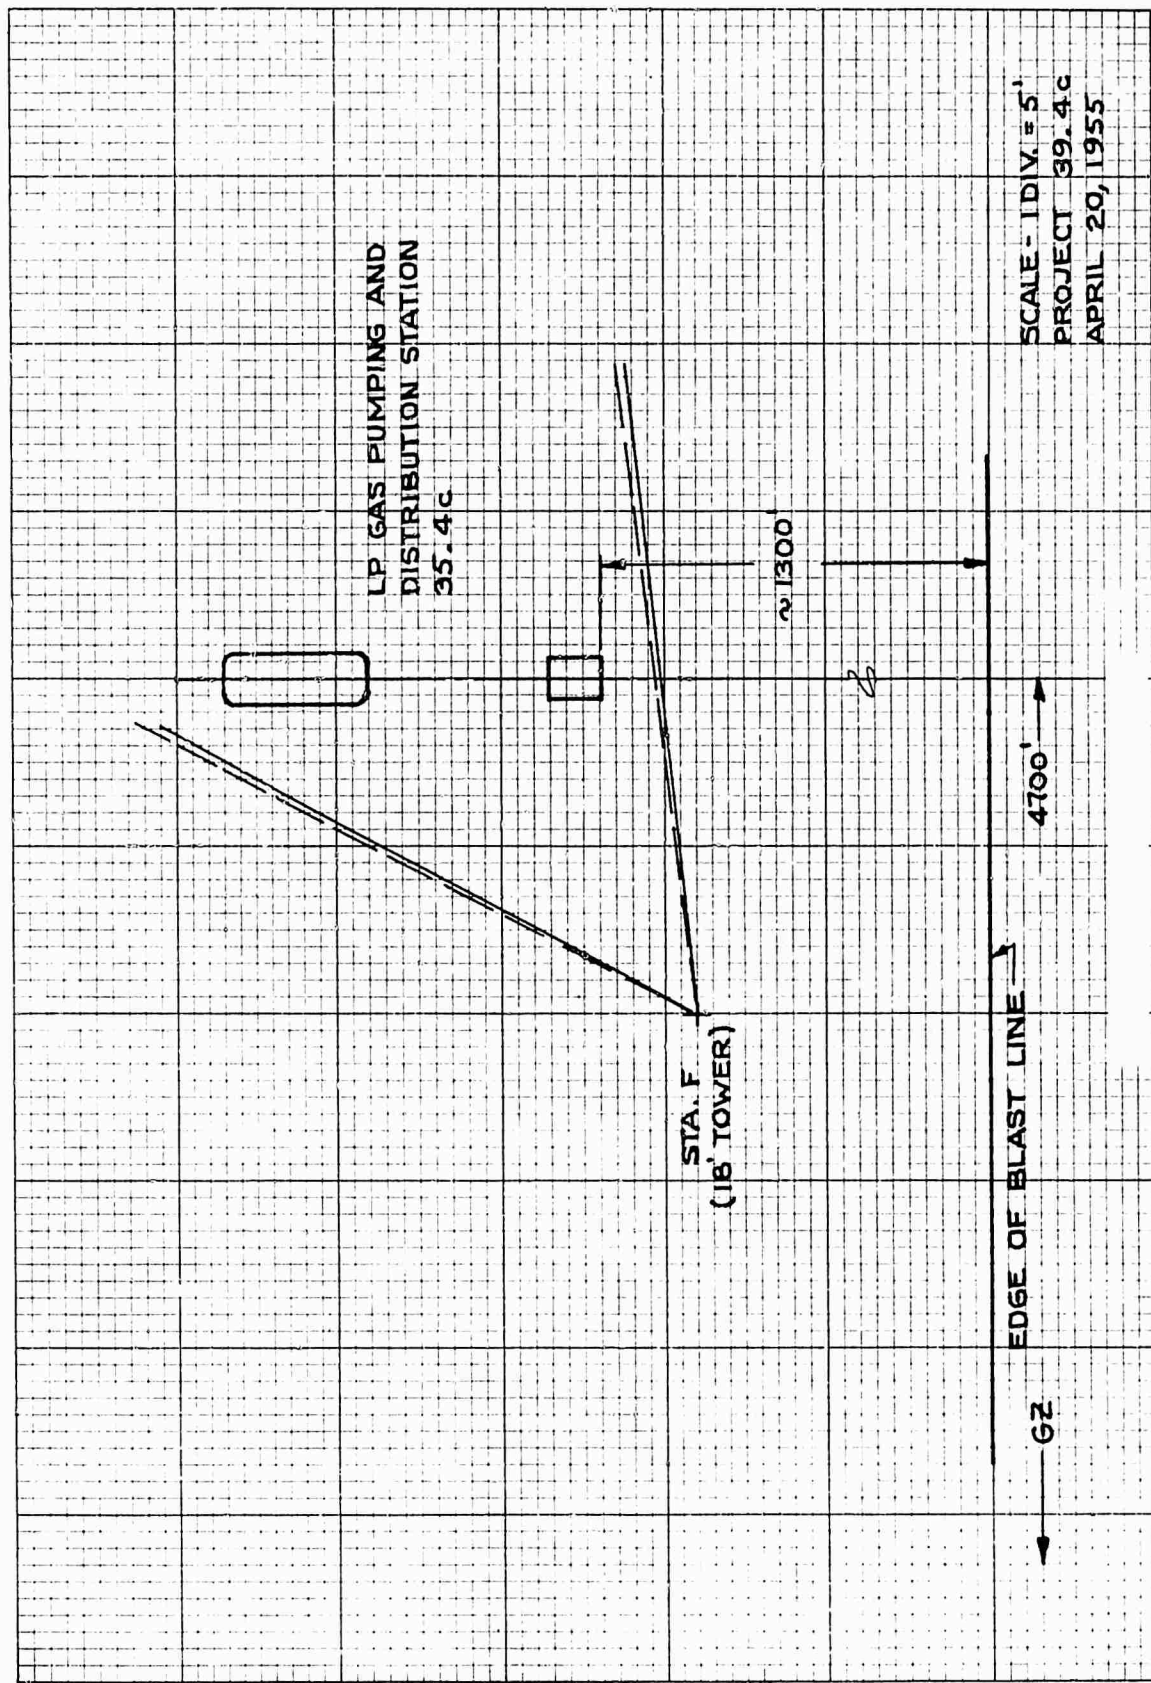 LP GAS PUMPING AND
DISTRIBUTION STATION
35.4c
~1300'
STA. F
(18' TOWER)
EDGE OF BLAST LINE
4700'
GZ
SCALE - 1 DIV. = 5'
PROJECT 39.4c
APRIL 20, 1955